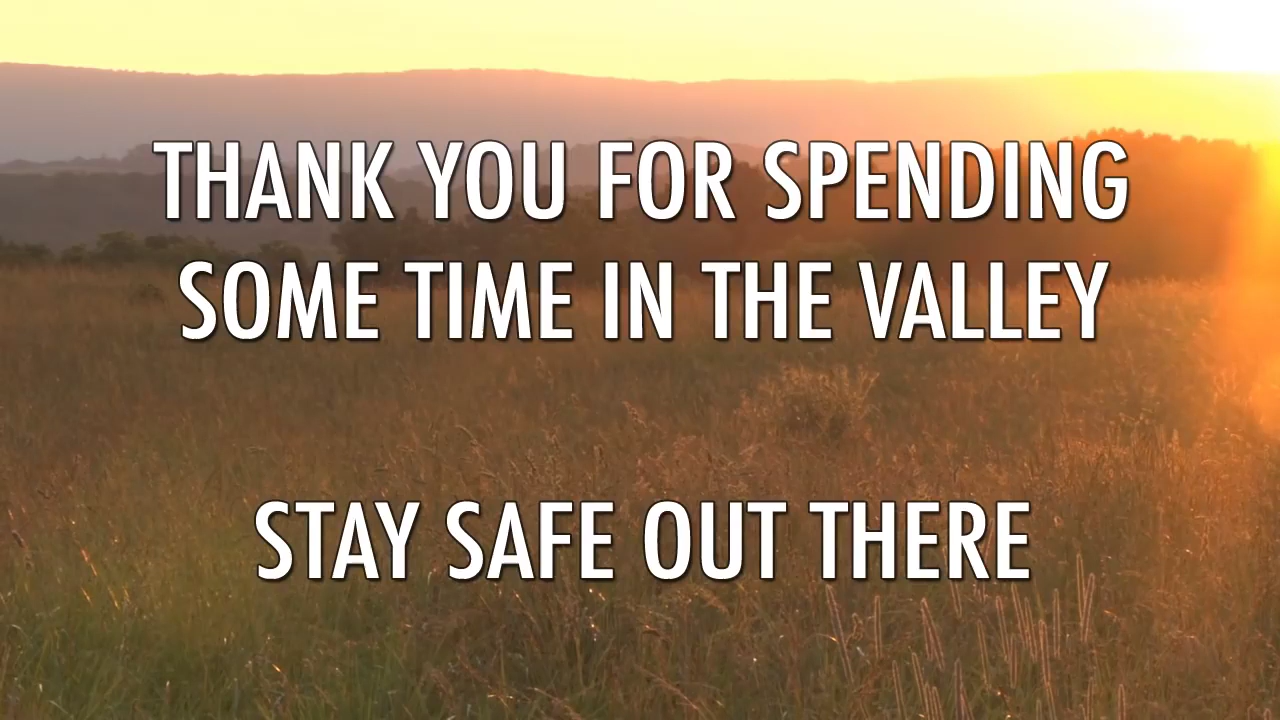 THANK YOU FOR SPENDING
SOME TIME IN THE VALLEY
STAY SAFE OUT THERE